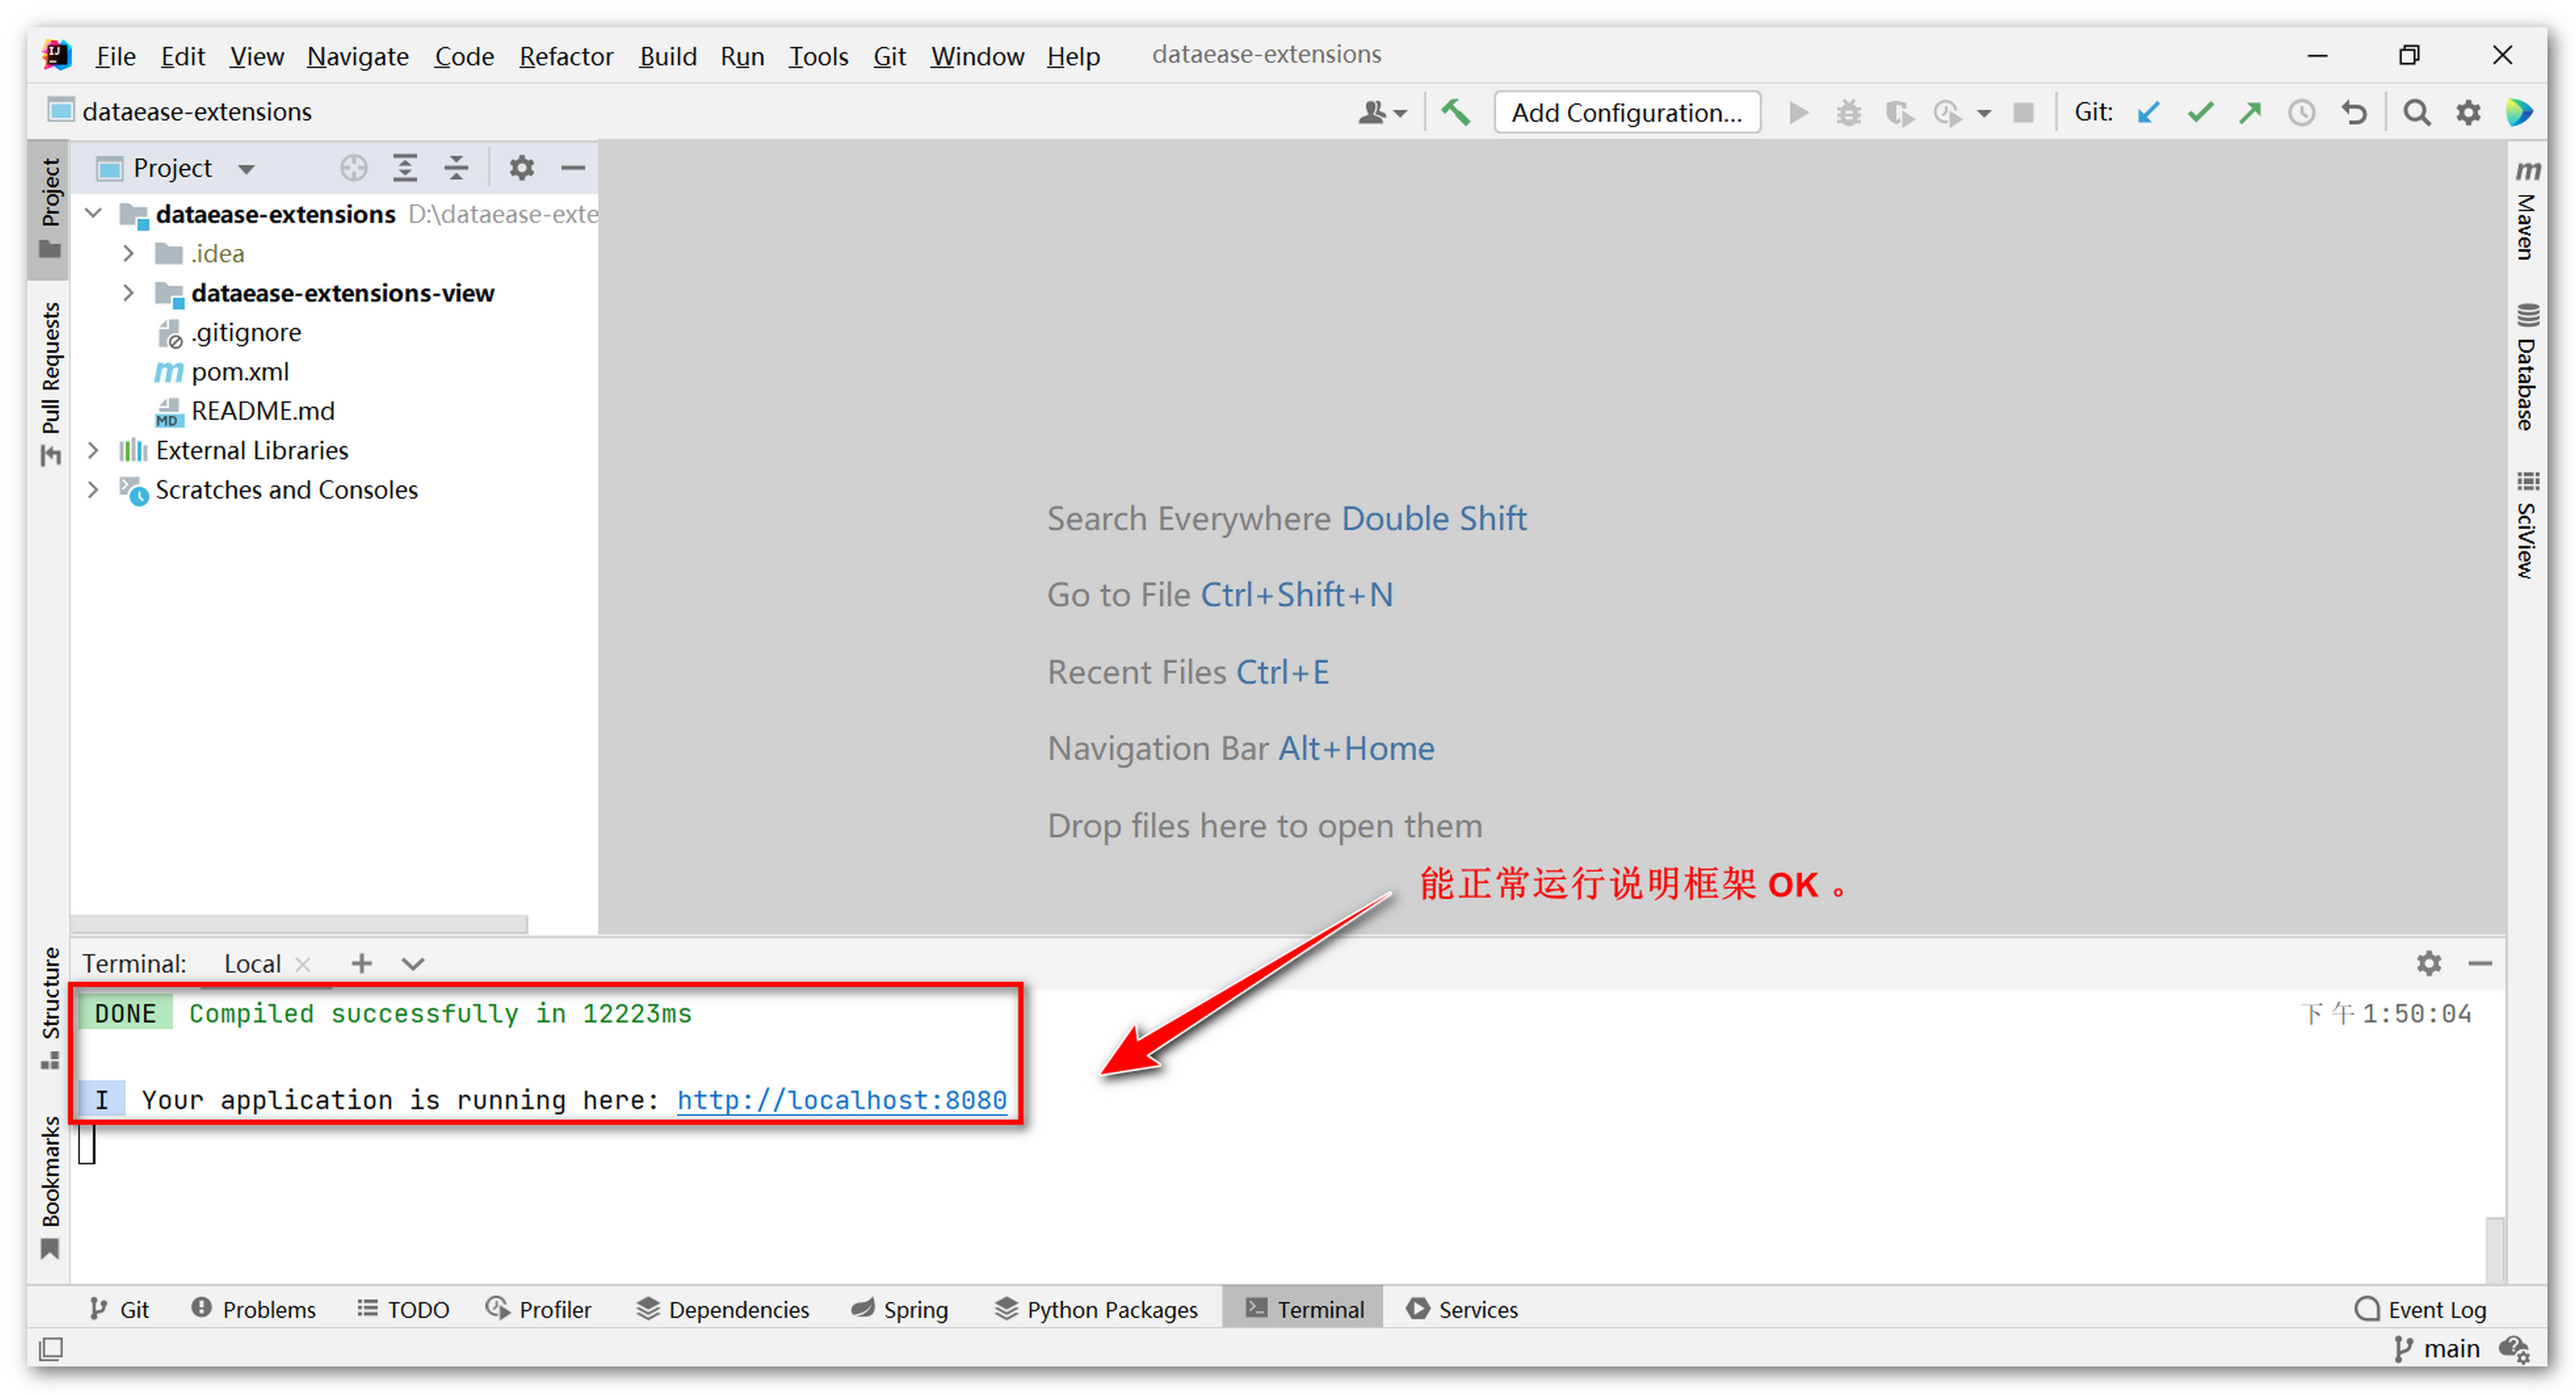 File Edit View Navigate Code Refactor Build Run Tools Git Window Help dataease-extensions
dataease-extensions
Add Configuration...
Git:
Project
dataease-extensions D:\dataease-exte
.idea
dataease-extensions-view
.gitignore
pom.xml
README.md
External Libraries
Scratches and Consoles
Project
Pull Requests
Structure
Bookmarks
Maven
Database
SciView
Search Everywhere Double Shift
Go to File Ctrl+Shift+N
Recent Files Ctrl+E
Navigation Bar Alt+Home
Drop files here to open them
能正常运行说明框架 OK 。
Terminal: Local
DONE Compiled successfully in 12223ms 下午1:50:04
I Your application is running here: http://localhost:8080
Git Problems TODO Profiler Dependencies Spring Python Packages Terminal Services Event Log
main